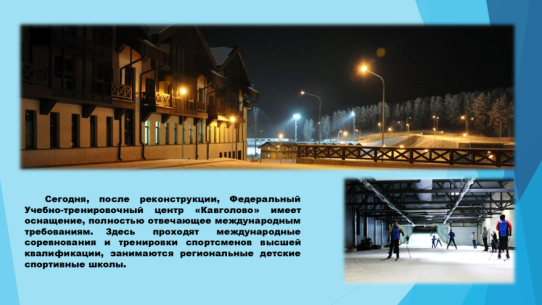 Сегодня, после реконструкции, Федеральный
Учебно-тренировочный центр «Кавголово» имеет
оснащение, полностью отвечающее международным
требованиям. Здесь проходят международные
соревнования и тренировки спортсменов высшей
квалификации, занимаются региональные детские
спортивные школы.